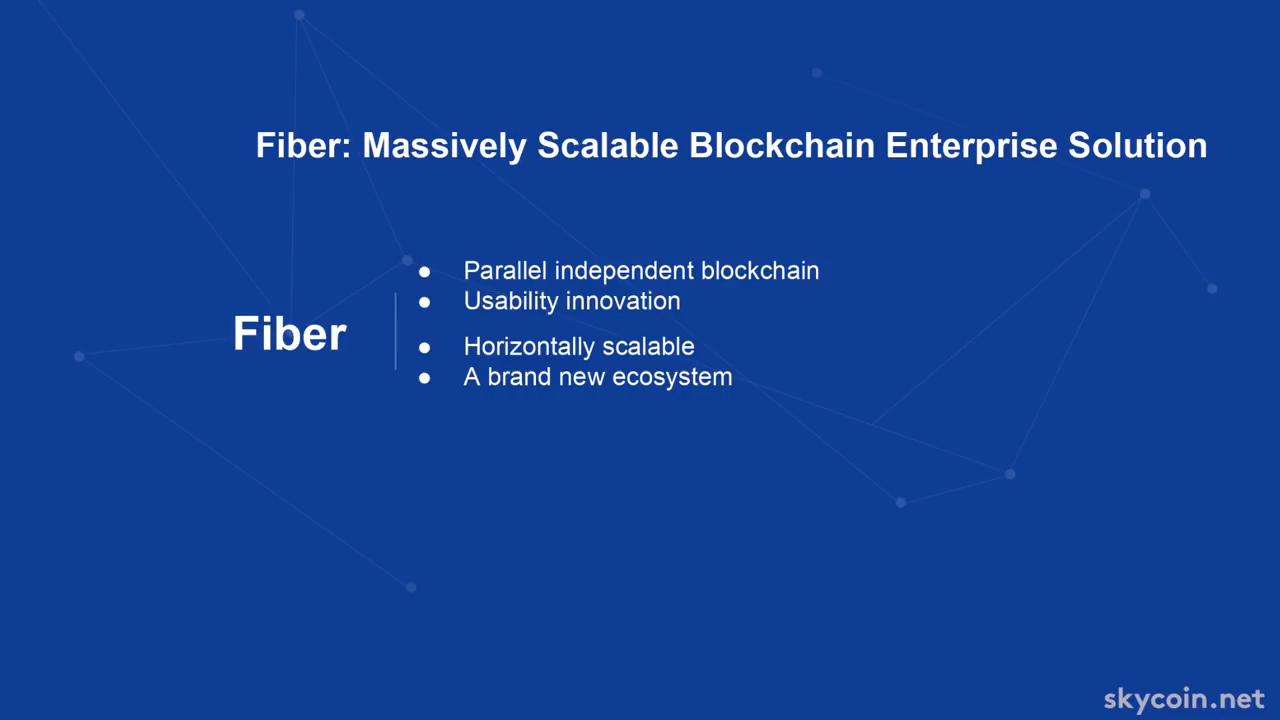 Fiber: Massively Scalable Blockchain Enterprise Solution
Fiber
● Parallel independent blockchain
● Usability innovation
● Horizontally scalable
● A brand new ecosystem
skycoin.net